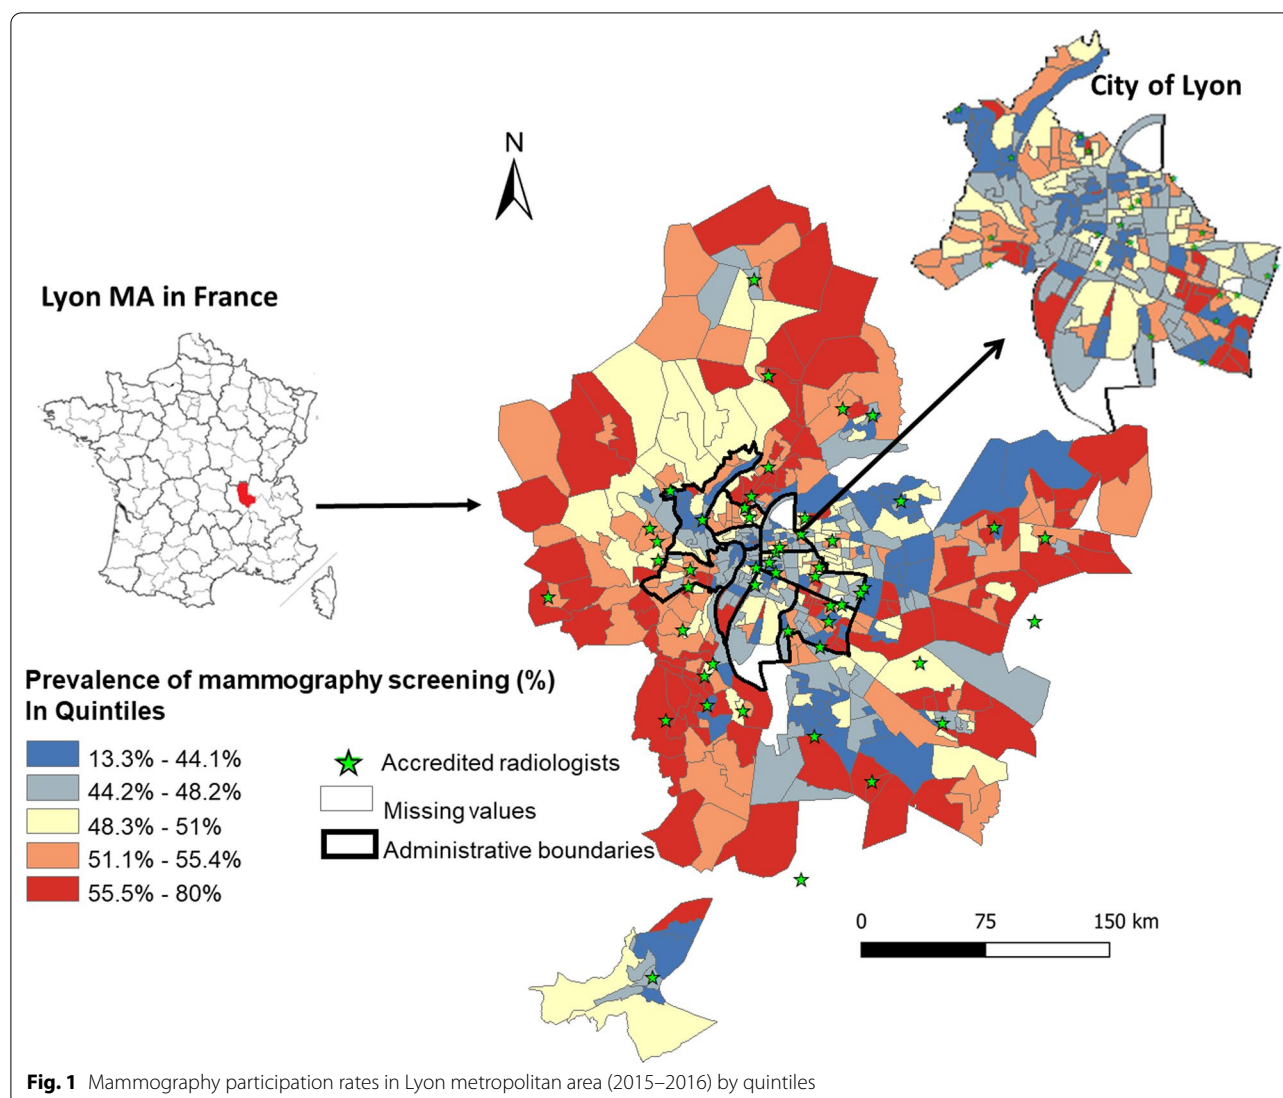 City of Lyon
N
Lyon MA in France
Prevalence of mammography screening (%)
In Quintiles
13.3% - 44.1%
44.2% - 48.2%
48.3% - 51%
51.1% - 55.4%
55.5% - 80%
Accredited radiologists
Missing values
Administrative boundaries
0 75 150 km
Fig. 1 Mammography participation rates in Lyon metropolitan area (2015–2016) by quintiles